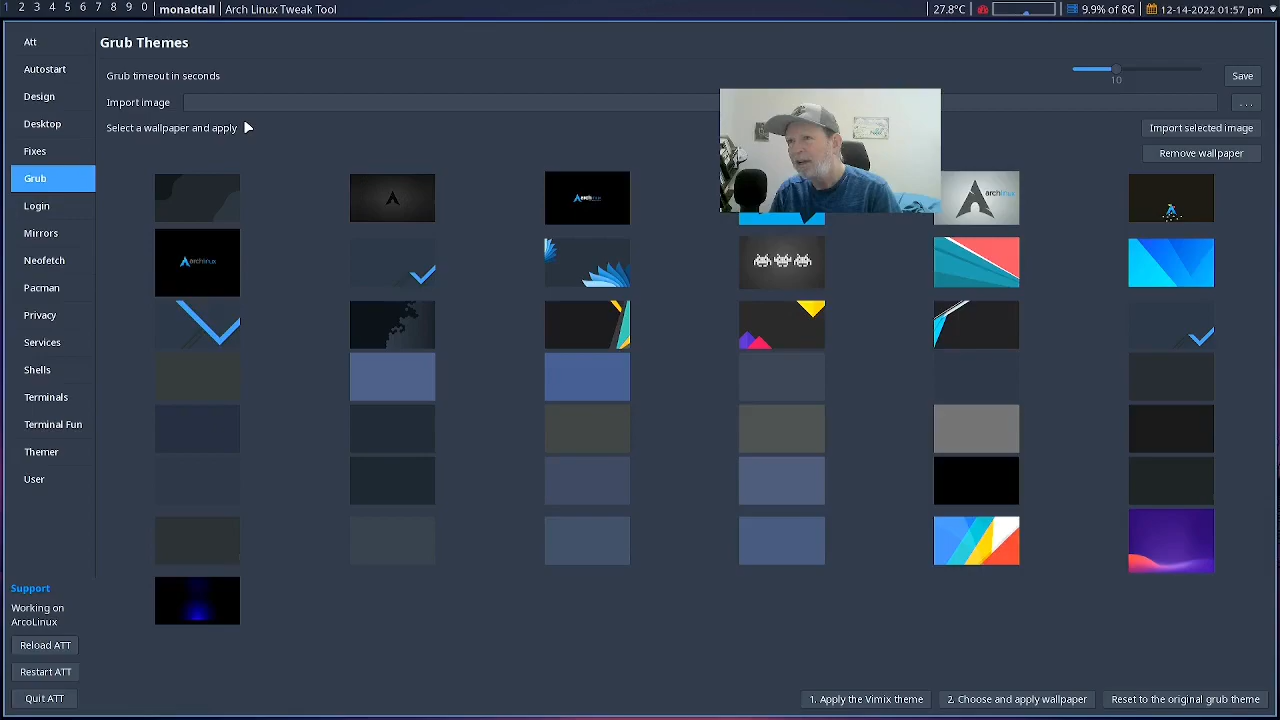 1 2 3 4 5 6 7 8 9 0 monadtall Arch Linux Tweak Tool 27.8°C 9.9% of 8G 12-14-2022 01:57 pm
Att
Autostart
Design
Desktop
Fixes
Grub
Login
Mirrors
Neofetch
Pacman
Privacy
Services
Shells
Terminals
Terminal Fun
Themer
User
Support
Working on
ArcoLinux
Reload ATT
Restart ATT
Quit ATT
Grub Themes
Grub timeout in seconds
10
Save
Import image
...
Select a wallpaper and apply
Import selected image
Remove wallpaper
archlinux
archlinux
archlinux
1. Apply the Vimix theme
2. Choose and apply wallpaper
Reset to the original grub theme